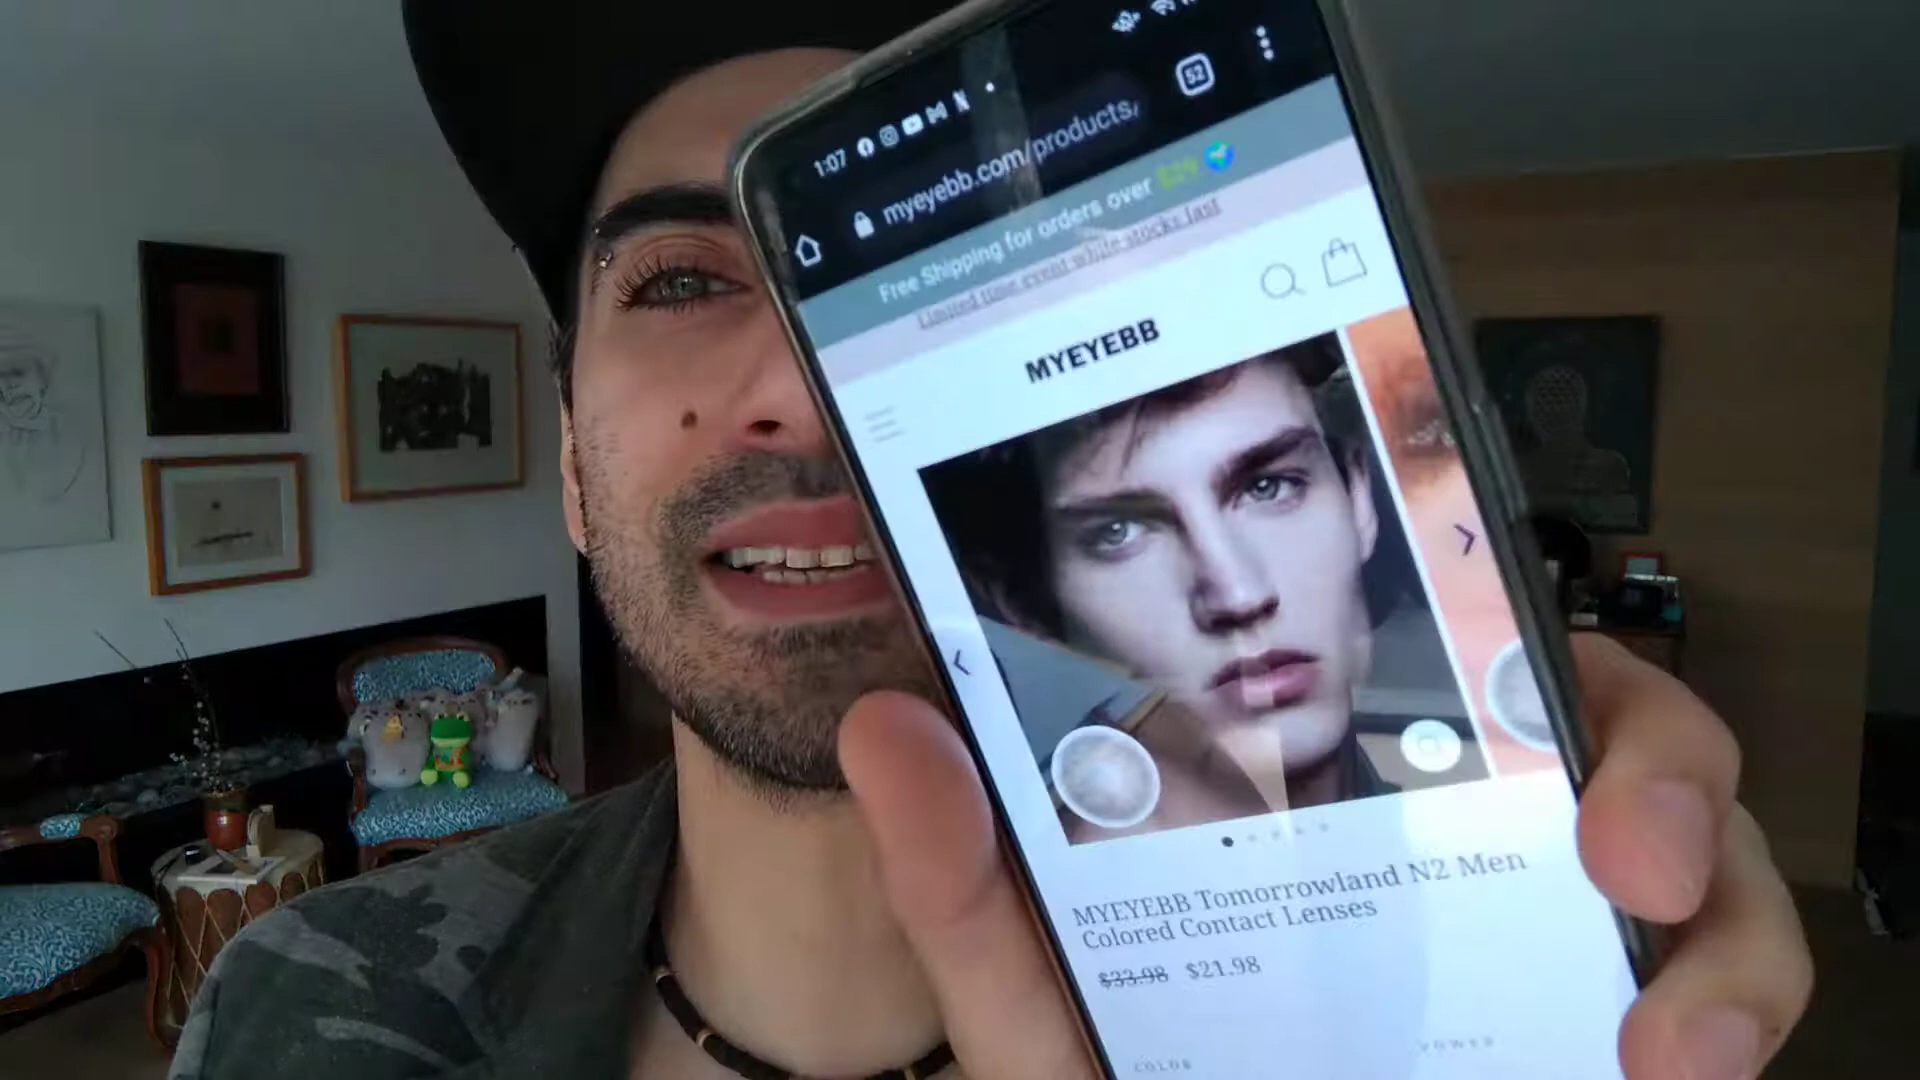 1:07
52
myeyebb.com/products/
Free Shipping for orders over $29
Limited time event while stocks last
MYEYEBB
MYEYEBB Tomorrowland N2 Men
Colored Contact Lenses
$33.98 $21.98
COLOR POWER